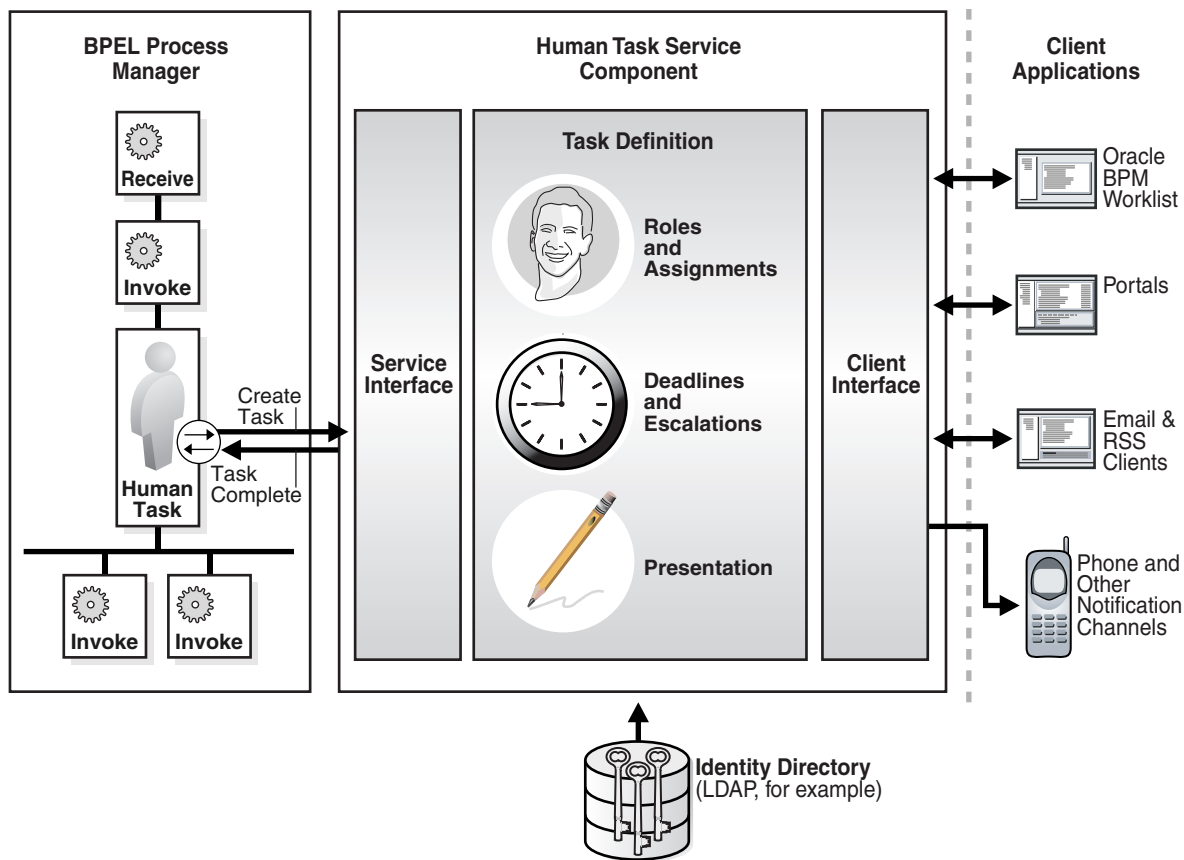 BPEL Process
Manager
Receive
Invoke
Human
Task
Invoke
Invoke
Create
Task
Task
Complete
Human Task Service
Component
Service
Interface
Task Definition
Roles
and
Assignments
Deadlines
and
Escalations
Presentation
Client
Interface
Client
Applications
Oracle
BPM
Worklist
Portals
Email &
RSS
Clients
Phone and
Other
Notification
Channels
Identity Directory
(LDAP, for example)